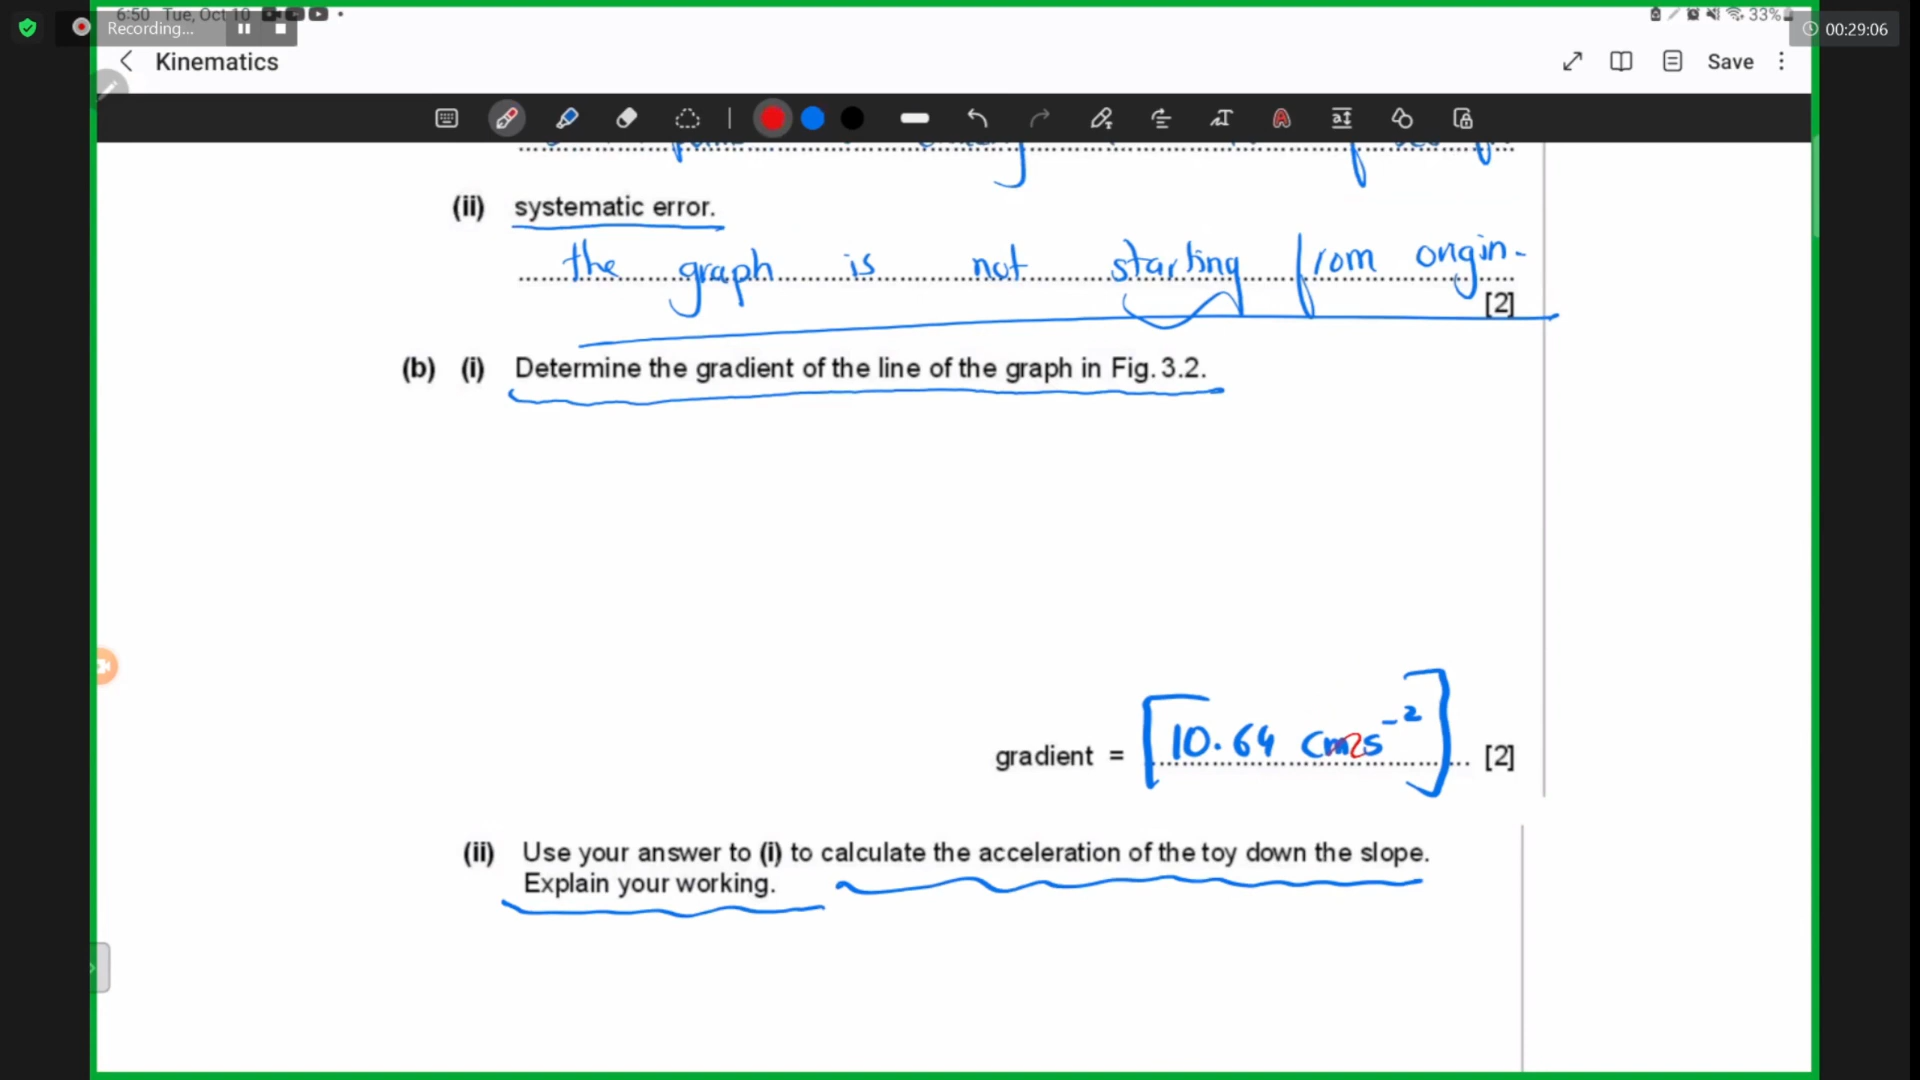 6:50 Tue, Oct 10
33%
Recording...
00:29:06
Kinematics
Save
(ii) systematic error.
the graph is not starting from origin.
[2]
(b) (i) Determine the gradient of the line of the graph in Fig. 3.2.
gradient = [10.64 cms⁻²] [2]
(ii) Use your answer to (i) to calculate the acceleration of the toy down the slope.
Explain your working.